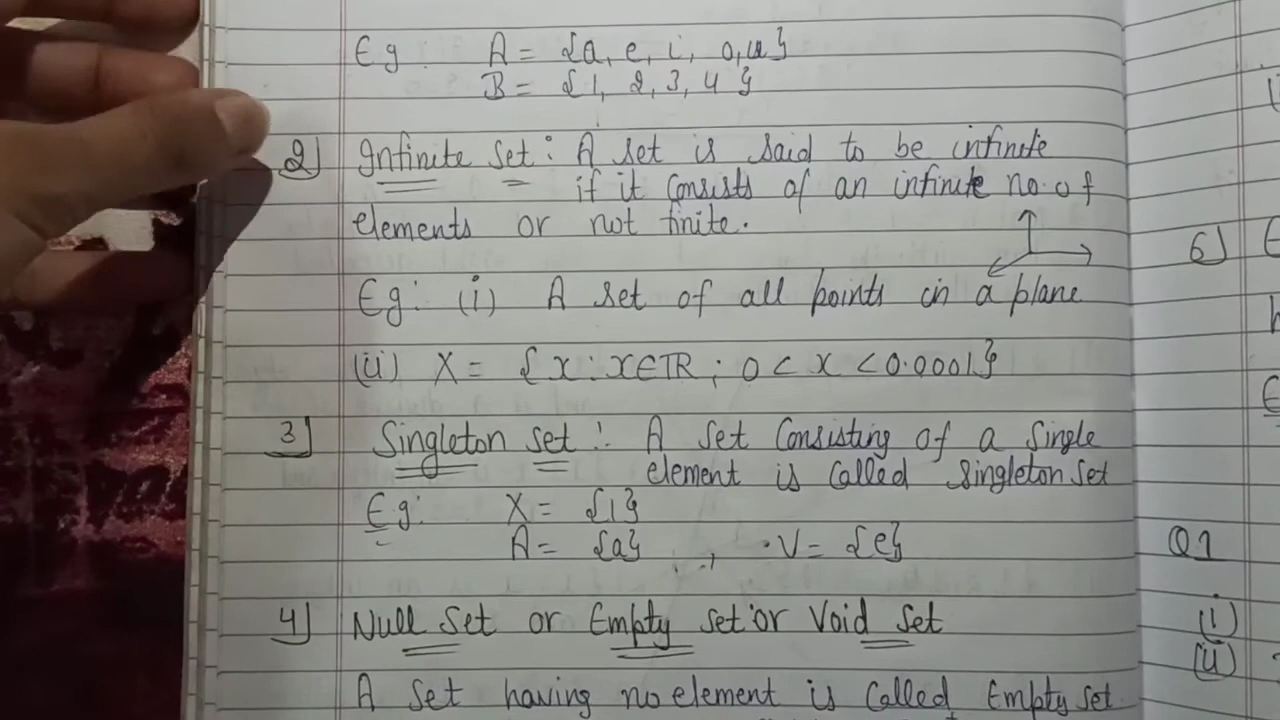 Eg: A = {a, e, i, o, u}
B = {1, 2, 3, 4}
2) Infinite Set: A set is said to be infinite
if it consists of an infinite no. of
elements or not finite.
Eg: (i) A set of all points in a plane
(ii) X = {x : x ∈ R ; 0 < x < 0.0001}
3) Singleton set: A set consisting of a single
element is called singleton set
Eg: X = {1}
A = {a} , V = {e}
4) Null set or Empty set or Void set
A set having no element is called Empty set.
6)
Q1
(i)
(ii)